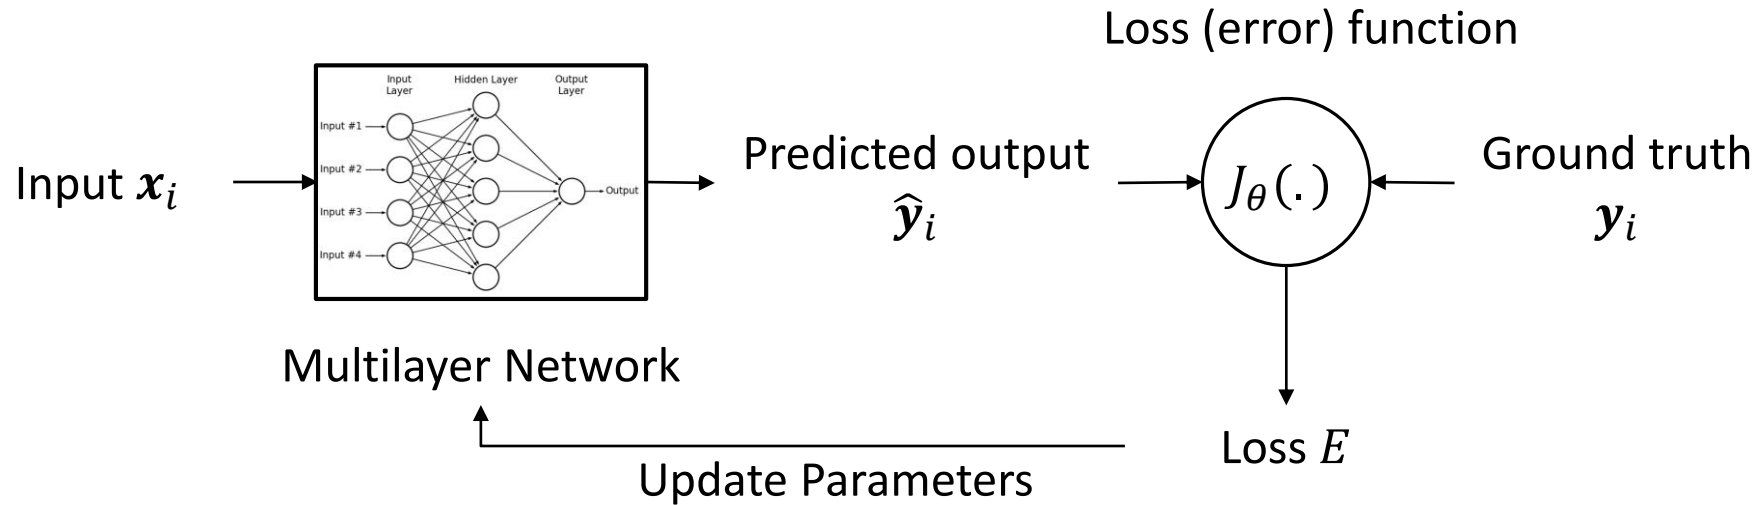 Loss (error) function
Input Layer
Hidden Layer
Output Layer
Input #1
Input #2
Input #3
Input #4
Output
Input 𝒙ᵢ
Predicted output
ŷᵢ
J_θ(.)
Ground truth
𝒚ᵢ
Multilayer Network
Loss E
Update Parameters